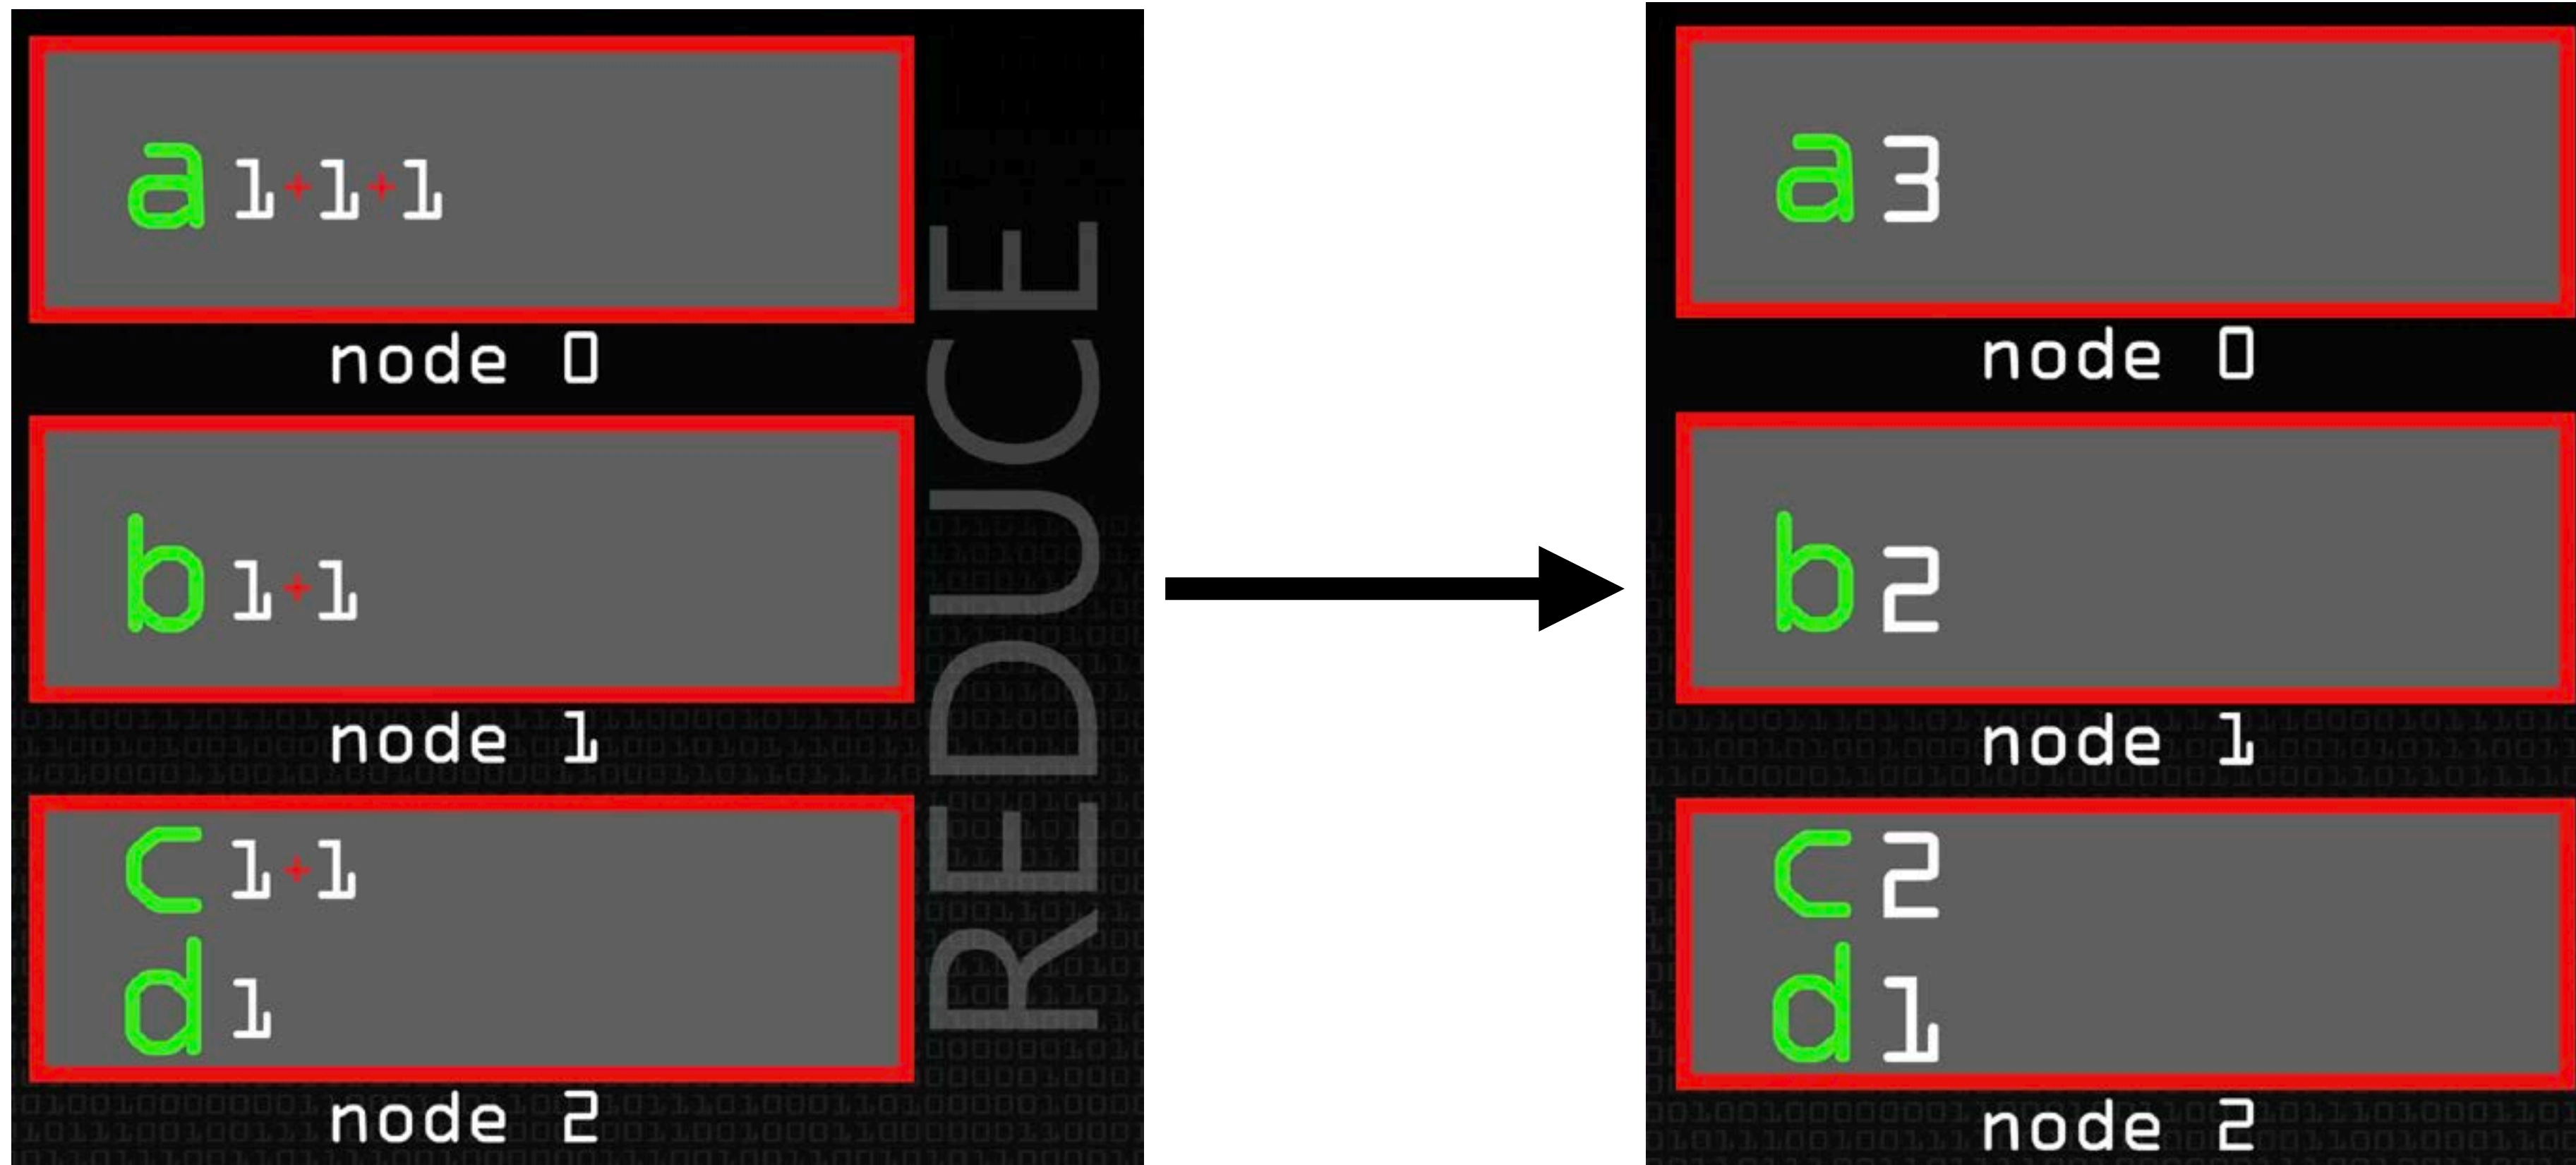 a 1+1+1
node 0
b 1+1
node 1
c 1+1
d 1
node 2
REDUCE
a 3
node 0
b 2
node 1
c 2
d 1
node 2